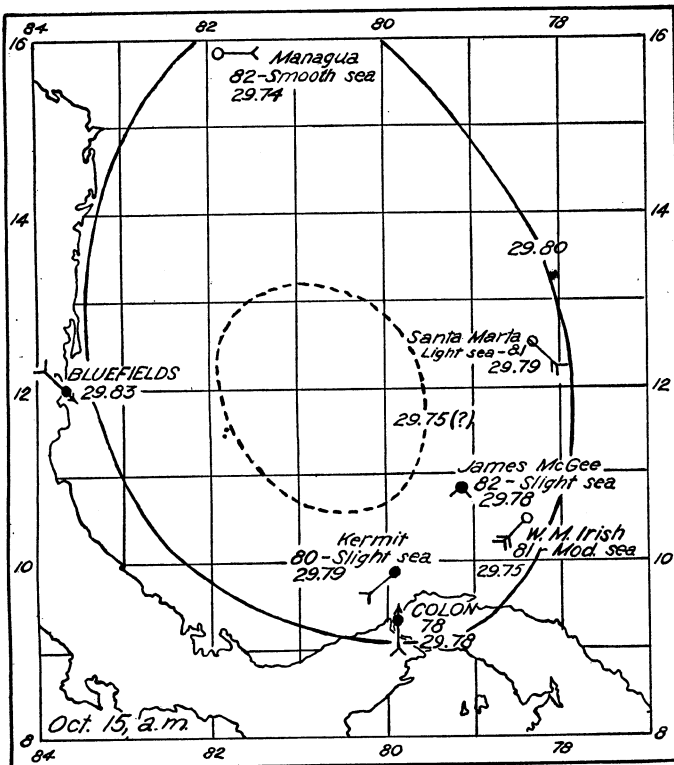 84 82 80 78
16 16
Managua
82-Smooth sea
29.74
14 14
29.80
Santa Marta
Light sea-81
29.79
BLUEFIELDS
29.83
12 12
29.75(?)
James McGee
82-Slight sea
29.78
Kermit
80-Slight sea
29.79
W.M. Irish
81-Mod. sea
29.75
10 10
COLON
78
29.78
Oct. 15, a.m.
8 8
84 82 80 78